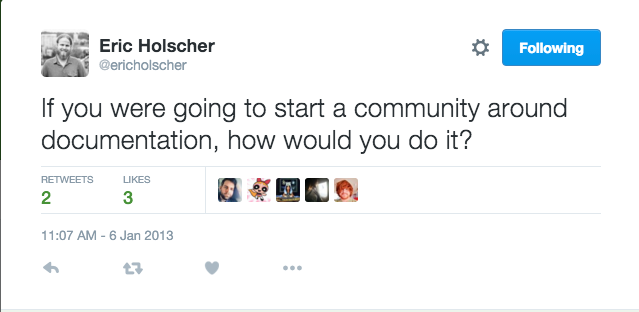 Eric Holscher
@ericholscher
Following
If you were going to start a community around
documentation, how would you do it?
RETWEETS LIKES
2 3
11:07 AM - 6 Jan 2013